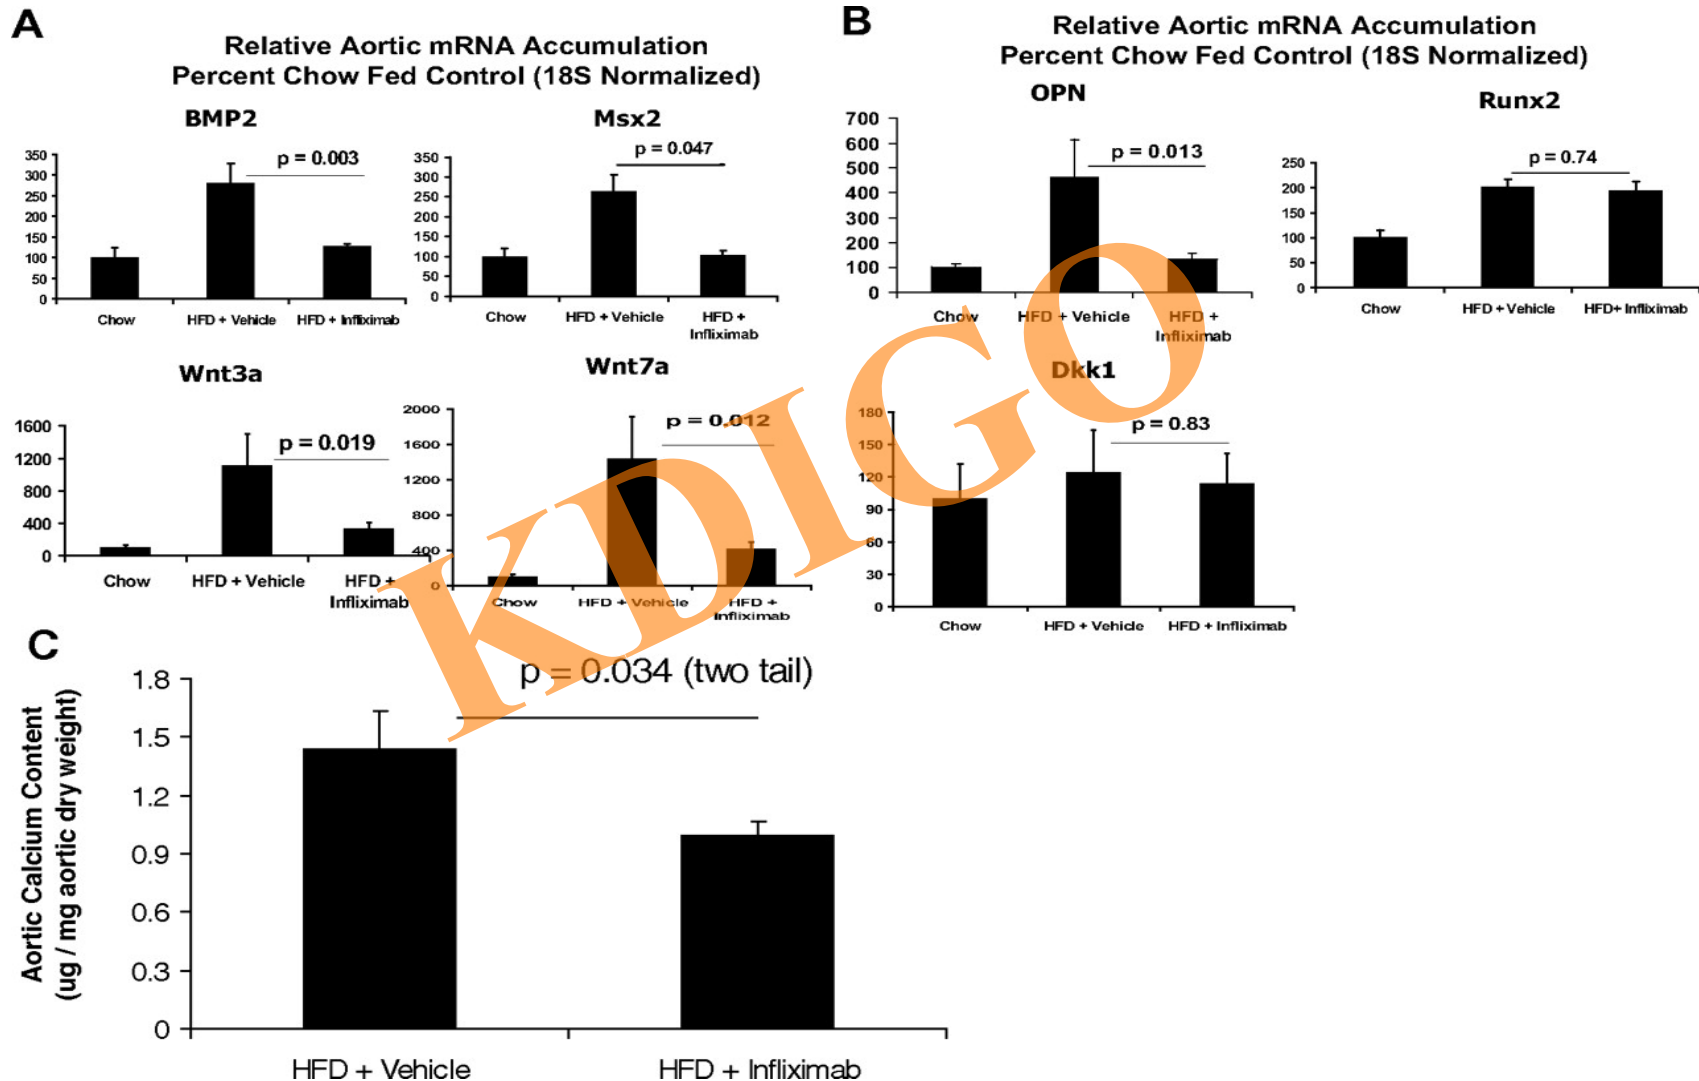 A
Relative Aortic mRNA Accumulation
Percent Chow Fed Control (18S Normalized)
BMP2
350
300
250
200
150
100
50
0
p = 0.003
Chow
HFD + Vehicle
HFD + Infliximab
Msx2
350
300
250
200
150
100
50
0
p = 0.047
Chow
HFD + Vehicle
HFD +
Infliximab
Wnt3a
1600
1200
800
400
0
p = 0.019
Chow
HFD + Vehicle
HFD +
Infliximab
Wnt7a
2000
1600
1200
800
400
0
p = 0.012
Chow
HFD + Vehicle
HFD +
Infliximab
B
Relative Aortic mRNA Accumulation
Percent Chow Fed Control (18S Normalized)
OPN
700
600
500
400
300
200
100
0
p = 0.013
Chow
HFD + Vehicle
HFD +
Infliximab
Runx2
250
200
150
100
50
0
p = 0.74
Chow
HFD + Vehicle
HFD+ Infliximab
Dkk1
180
150
120
90
60
30
0
p = 0.83
Chow
HFD + Vehicle
HFD + Infliximab
C
Aortic Calcium Content
(ug / mg aortic dry weight)
1.8
1.5
1.2
0.9
0.6
0.3
0
p = 0.034 (two tail)
HFD + Vehicle
HFD + Infliximab
KDIGO